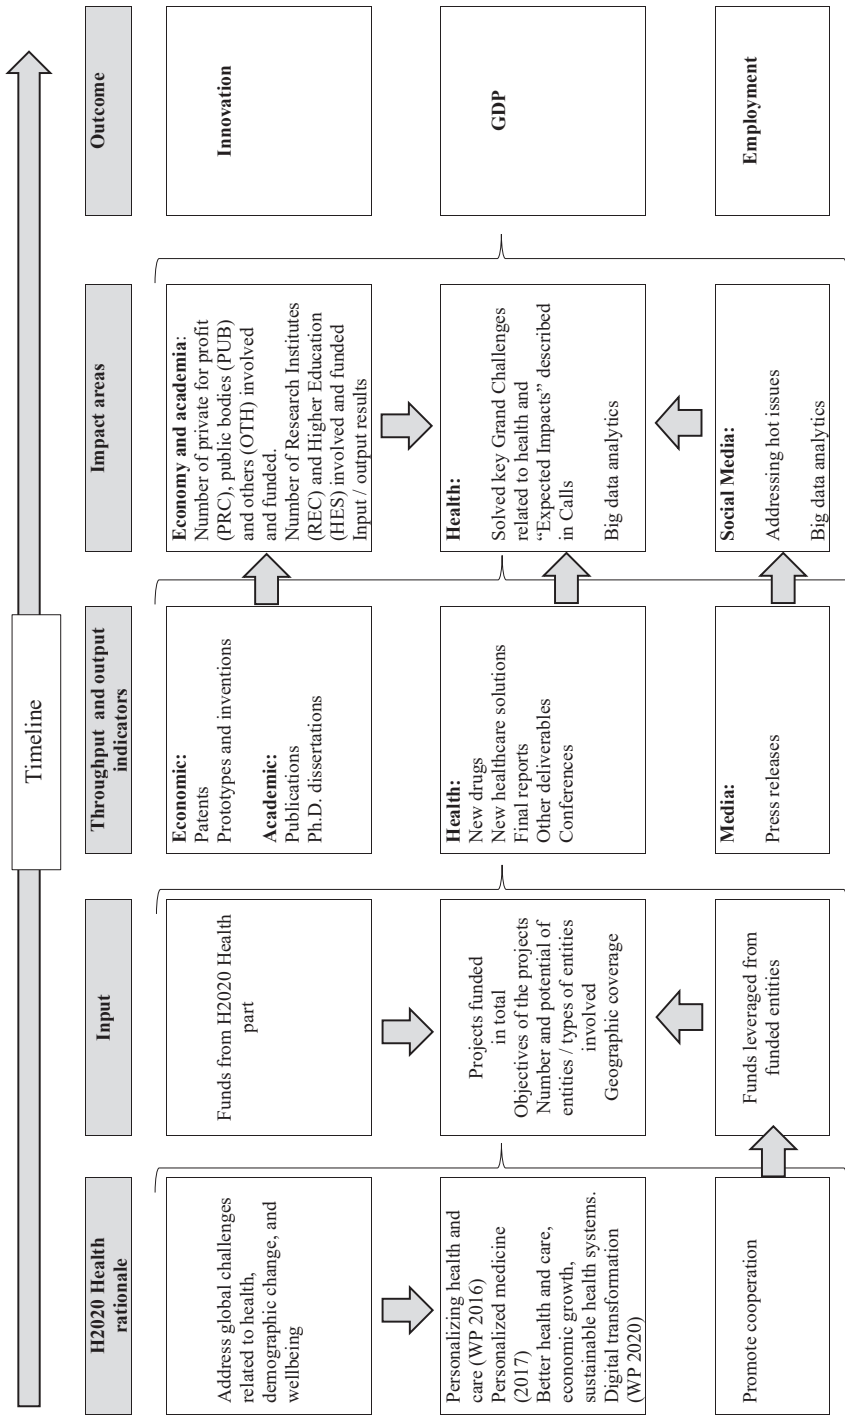 Timeline
H2020 Health
rationale
Input
Throughput and output
indicators
Impact areas
Outcome
Address global challenges
related to health,
demographic change, and
wellbeing
Funds from H2020 Health
part
Economic:
Patents
Prototypes and inventions
Academic:
Publications
Ph.D. dissertations
Economy and academia:
Number of private for profit
(PRC), public bodies (PUB)
and others (OTH) involved
and funded.
Number of Research Institutes
(REC) and Higher Education
(HES) involved and funded
Input / output results
Innovation
Personalizing health and
care (WP 2016)
Personalized medicine
(2017)
Better health and care,
economic growth,
sustainable health systems.
Digital transformation
(WP 2020)
Projects funded
in total
Objectives of the projects
Number and potential of
entities / types of entities
involved
Geographic coverage
Health:
New drugs
New healthcare solutions
Final reports
Other deliverables
Conferences
Health:
Solved key Grand Challenges
related to health and
“Expected Impacts” described
in Calls
Big data analytics
GDP
Promote cooperation
Funds leveraged from
funded entities
Media:
Press releases
Social Media:
Addressing hot issues
Big data analytics
Employment